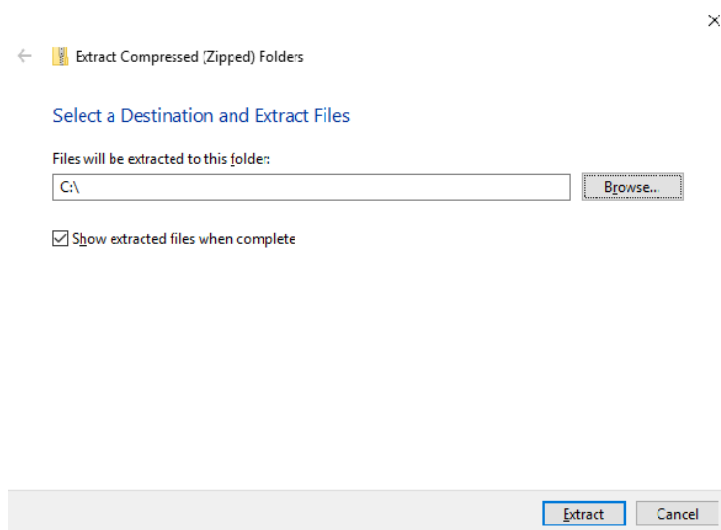 Extract Compressed (Zipped) Folders
Select a Destination and Extract Files
Files will be extracted to this folder:
C:\
Browse...
Show extracted files when complete
Extract
Cancel